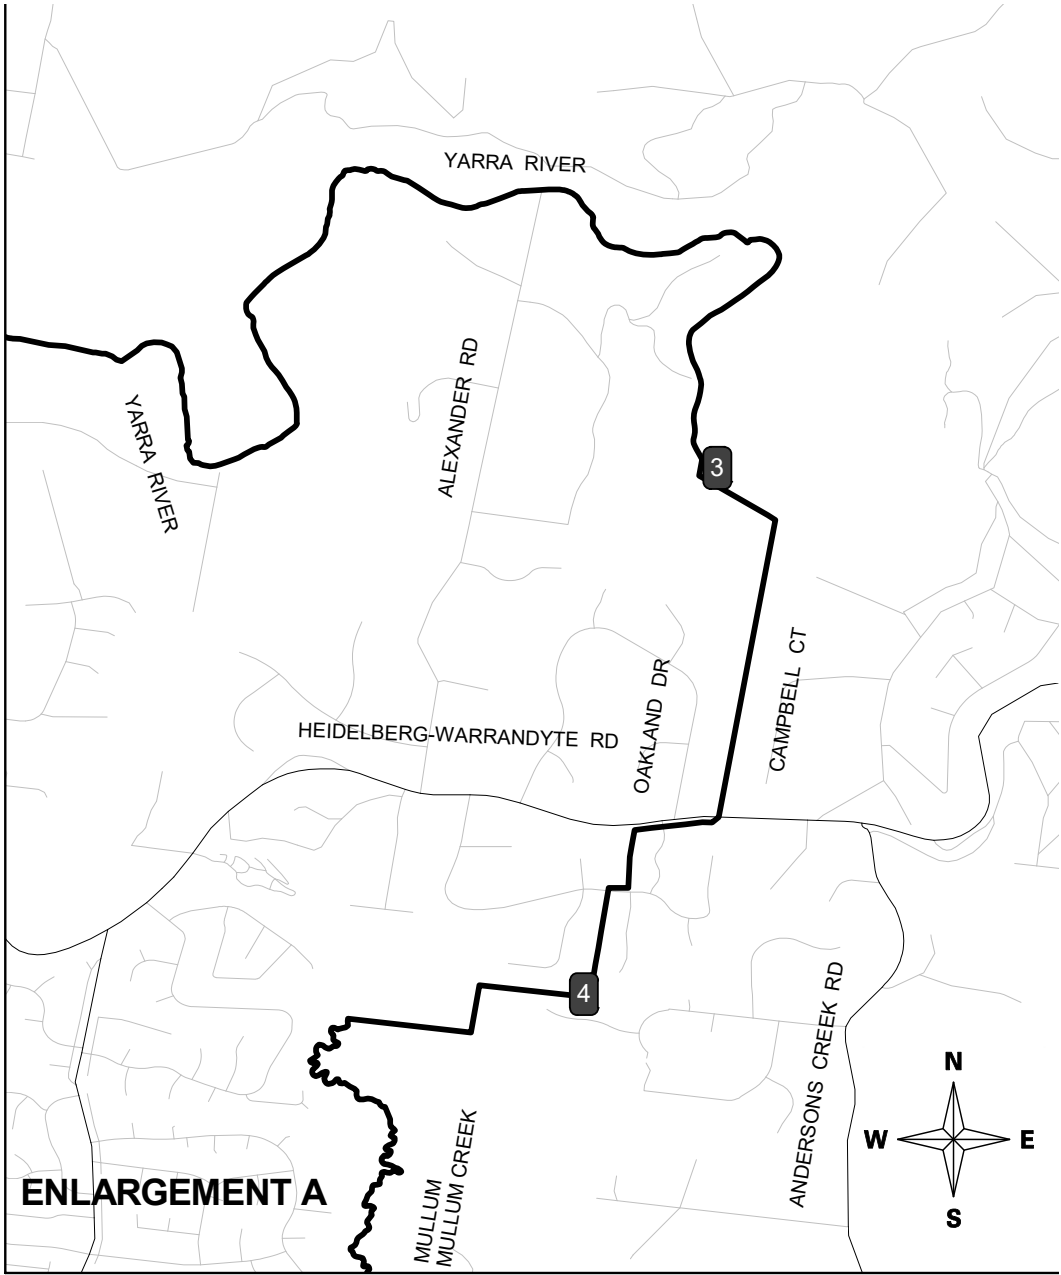 YARRA RIVER
ALEXANDER RD
YARRA RIVER
3
CAMPBELL CT
OAKLAND DR
HEIDELBERG-WARRANDYTE RD
4
ANDERSONS CREEK RD
N
W
E
S
MULLUM
MULLUM CREEK
ENLARGEMENT A